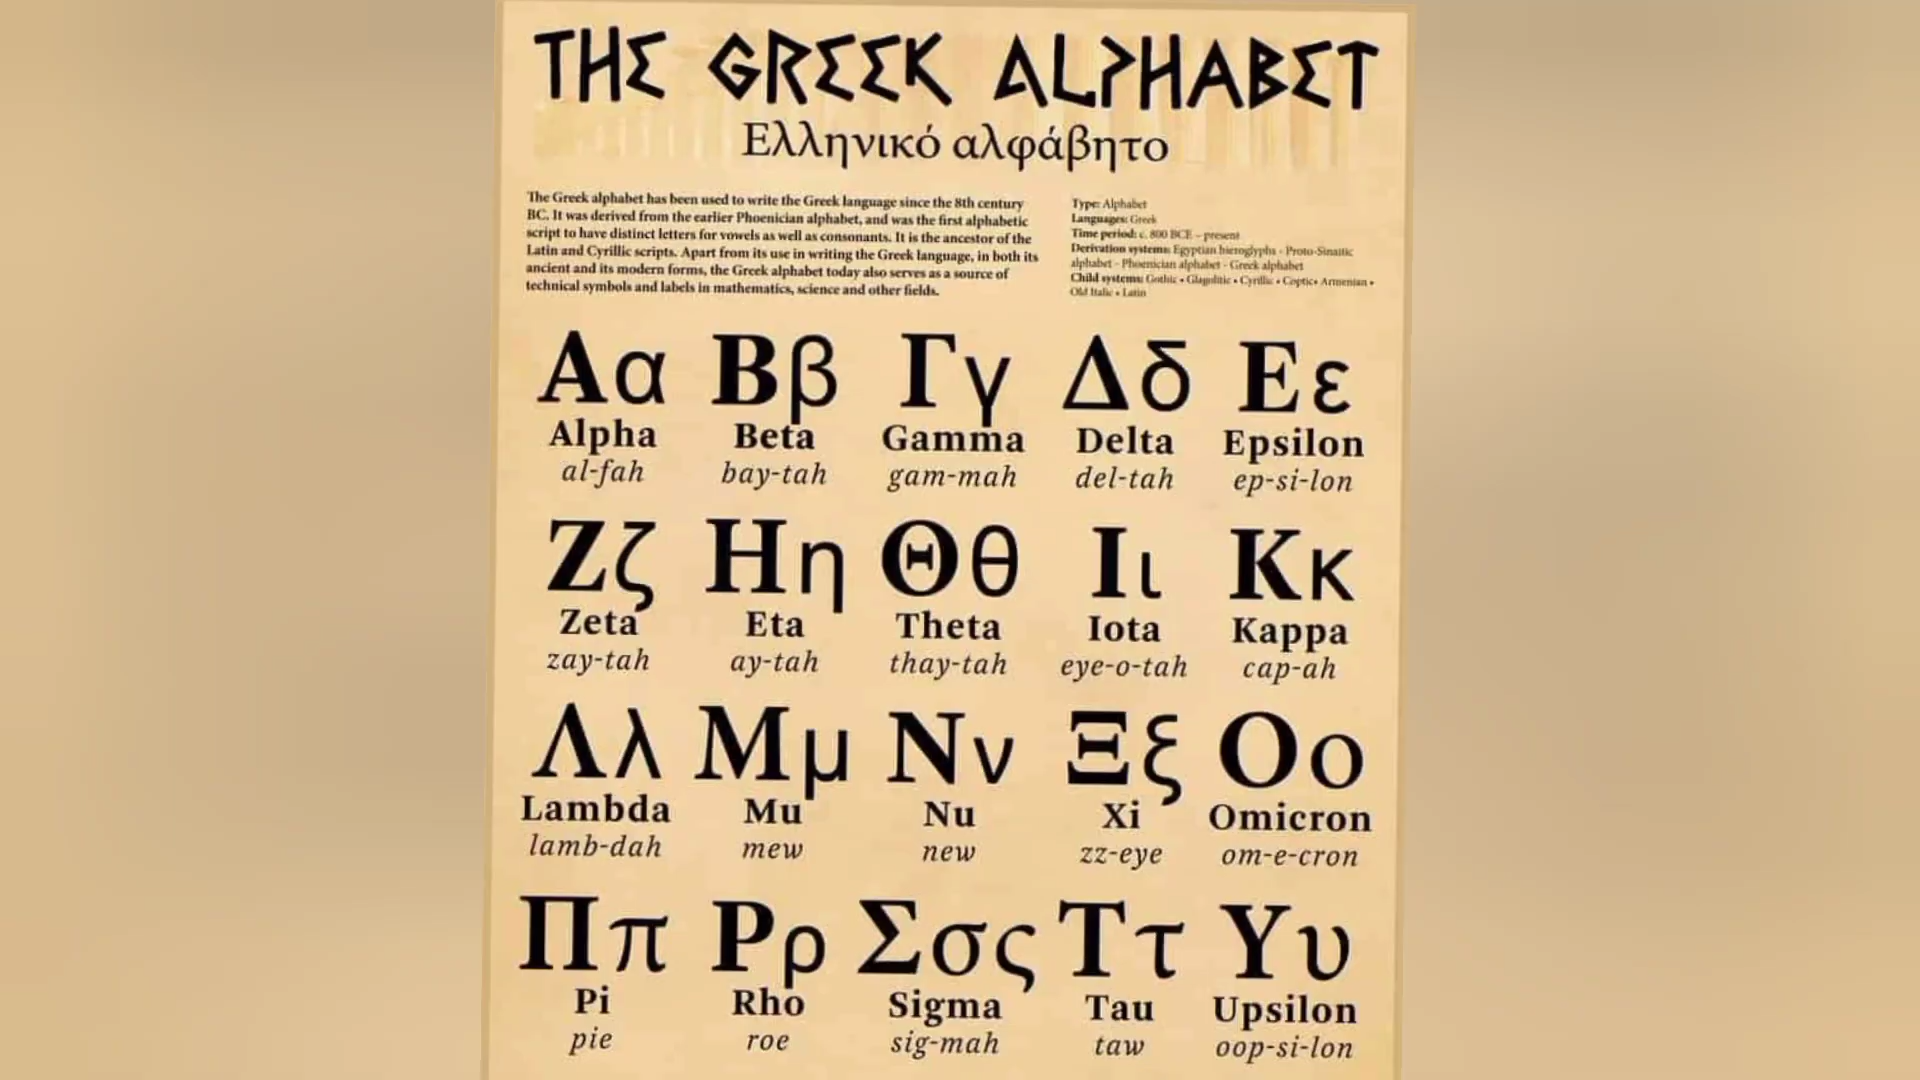 THE GREEK ALPHABET
Ελληνικό αλφάβητο
The Greek alphabet has been used to write the Greek language since the 8th century
BC. It was derived from the earlier Phoenician alphabet, and was the first alphabetic
script to have distinct letters for vowels as well as consonants. It is the ancestor of the
Latin and Cyrillic scripts. Apart from its use in writing the Greek language, in both its
ancient and its modern forms, the Greek alphabet today also serves as a source of
technical symbols and labels in mathematics, science and other fields.
Type: Alphabet
Languages: Greek
Time period: c. 800 BCE – present
Derivation systems: Egyptian hieroglyphs - Proto-Sinaitic
alphabet - Phoenician alphabet - Greek alphabet
Child systems: Gothic • Glagolitic • Cyrillic • Coptic• Armenian •
Old Italic • Latin
Αα Ββ Γγ Δδ Εε
Alpha Beta Gamma Delta Epsilon
al-fah bay-tah gam-mah del-tah ep-si-lon
Ζζ Ηη Θθ Ιι Κκ
Zeta Eta Theta Iota Kappa
zay-tah ay-tah thay-tah eye-o-tah cap-ah
Λλ Μμ Νν Ξξ Οο
Lambda Mu Nu Xi Omicron
lamb-dah mew new zz-eye om-e-cron
Ππ Ρρ Σσς Ττ Υυ
Pi Rho Sigma Tau Upsilon
pie roe sig-mah taw oop-si-lon